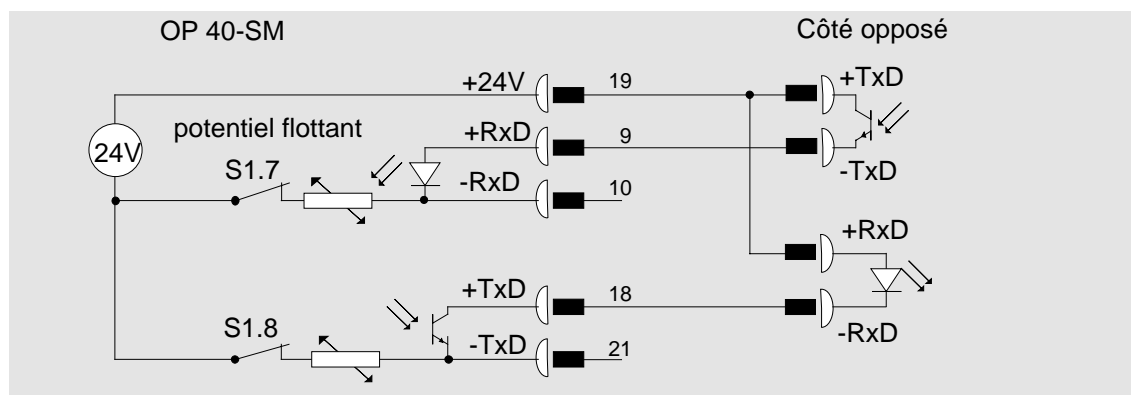 OP 40-SM
Côté opposé
+24V
19
+TxD
24V
potentiel flottant
+RxD
9
-TxD
S1.7
-RxD
10
+RxD
+TxD
18
-RxD
S1.8
-TxD
21